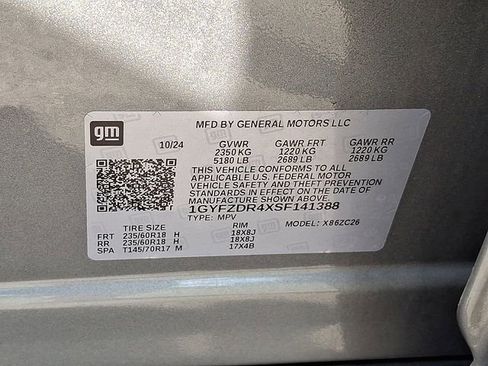 gm
MFD BY GENERAL MOTORS LLC
10/24 GVWR GAWR FRT GAWR RR
2350 KG 1220 KG 1220 KG
5180 LB 2689 LB 2689 LB
THIS VEHICLE CONFORMS TO ALL
APPLICABLE U.S. FEDERAL MOTOR
VEHICLE SAFETY AND THEFT PREVENTION
STANDARDS IN EFFECT ON THE DATE OF
MANUFACTURE SHOWN ABOVE.
1GYFZDR4XSF141388
TYPE: MPV MODEL: X86ZC26
TIRE SIZE RIM
FRT 235/60R18 H 18X8J
RR 235/60R18 H 18X8J
SPA T145/70R17 M 17X4B